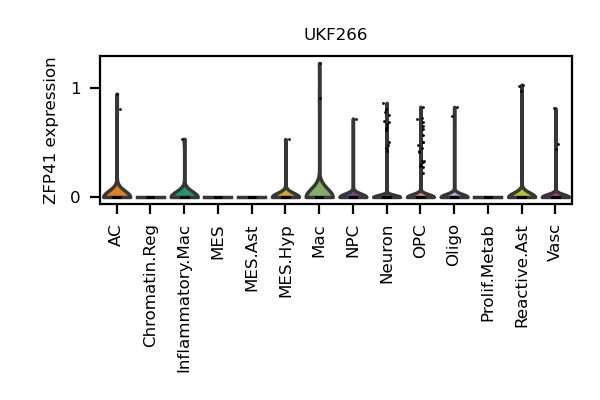 UKF266
ZFP41 expression
1
0
AC
Chromatin.Reg
Inflammatory.Mac
MES
MES.Ast
MES.Hyp
Mac
NPC
Neuron
OPC
Oligo
Prolif.Metab
Reactive.Ast
Vasc